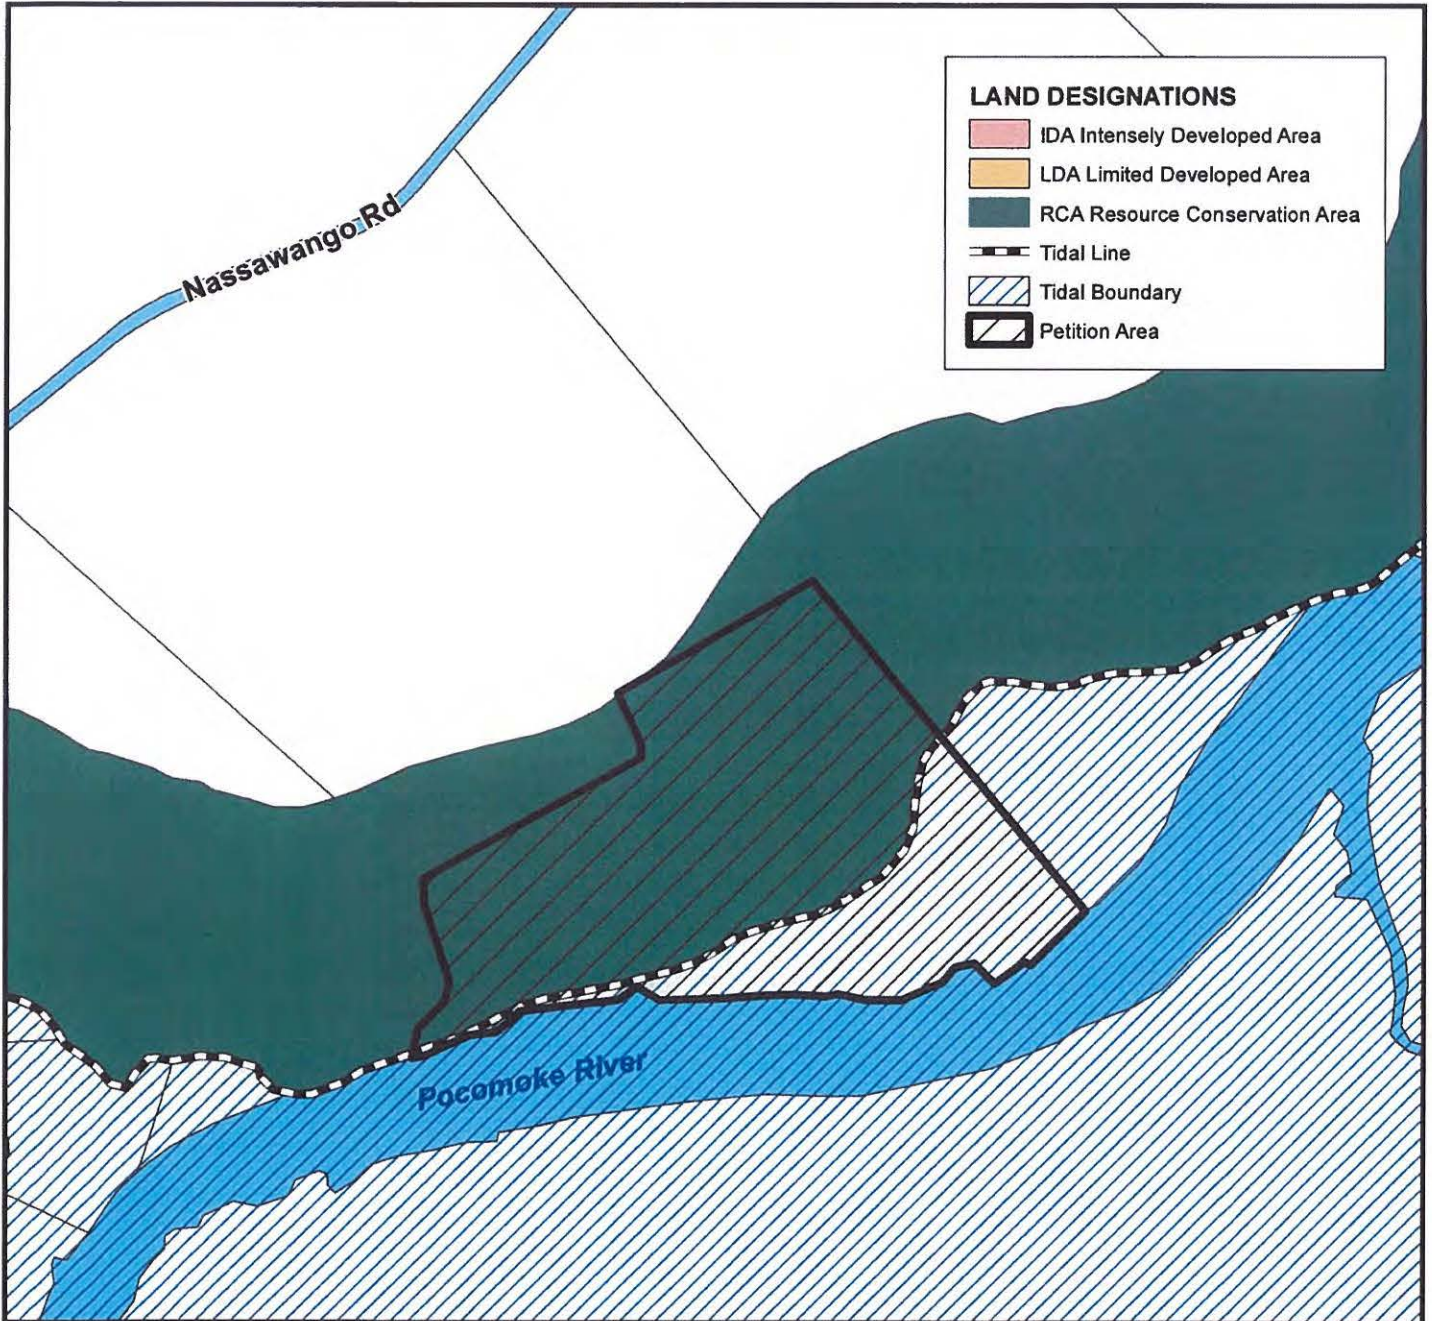 LAND DESIGNATIONS
IDA Intensely Developed Area
LDA Limited Developed Area
RCA Resource Conservation Area
Tidal Line
Tidal Boundary
Petition Area
Nassawango Rd
Pocomoke River